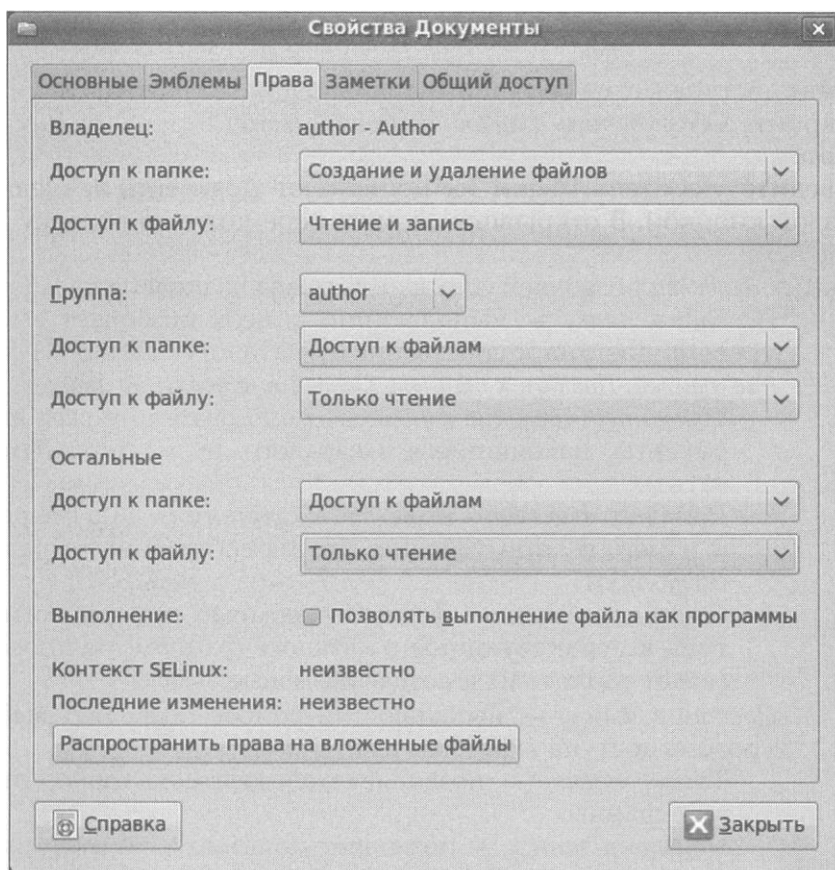 Свойства Документы
Основные Эмблемы Права Заметки Общий доступ
Владелец: author - Author
Доступ к папке: Создание и удаление файлов
Доступ к файлу: Чтение и запись
Группа: author
Доступ к папке: Доступ к файлам
Доступ к файлу: Только чтение
Остальные
Доступ к папке: Доступ к файлам
Доступ к файлу: Только чтение
Выполнение: Позволять выполнение файла как программы
Контекст SELinux: неизвестно
Последние изменения: неизвестно
Распространить права на вложенные файлы
Справка Закрыть